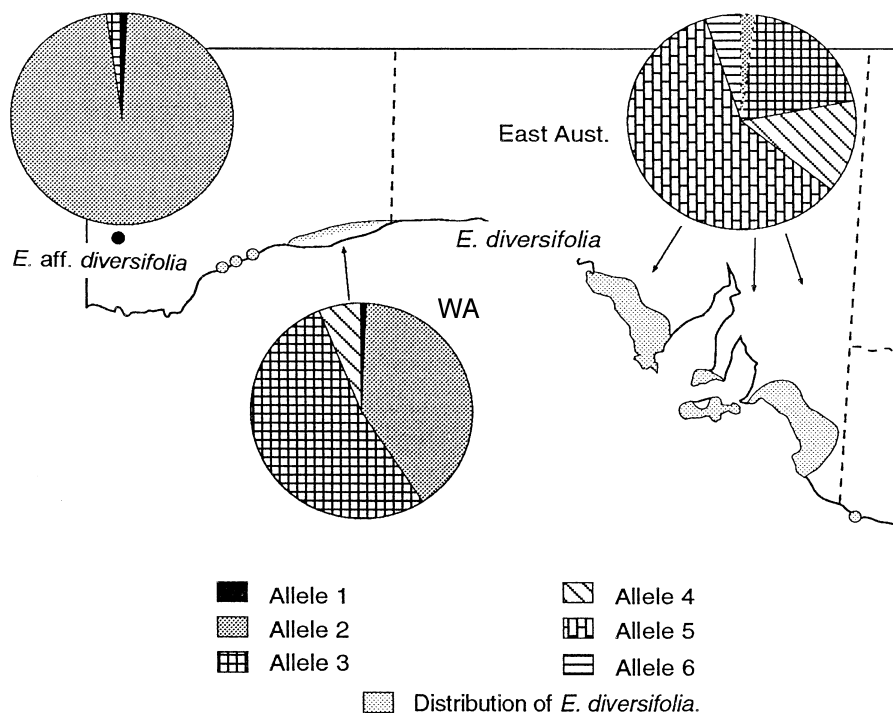 East Aust.
E. aff. diversifolia
E. diversifolia
WA
Allele 1
Allele 2
Allele 3
Allele 4
Allele 5
Allele 6
Distribution of E. diversifolia.